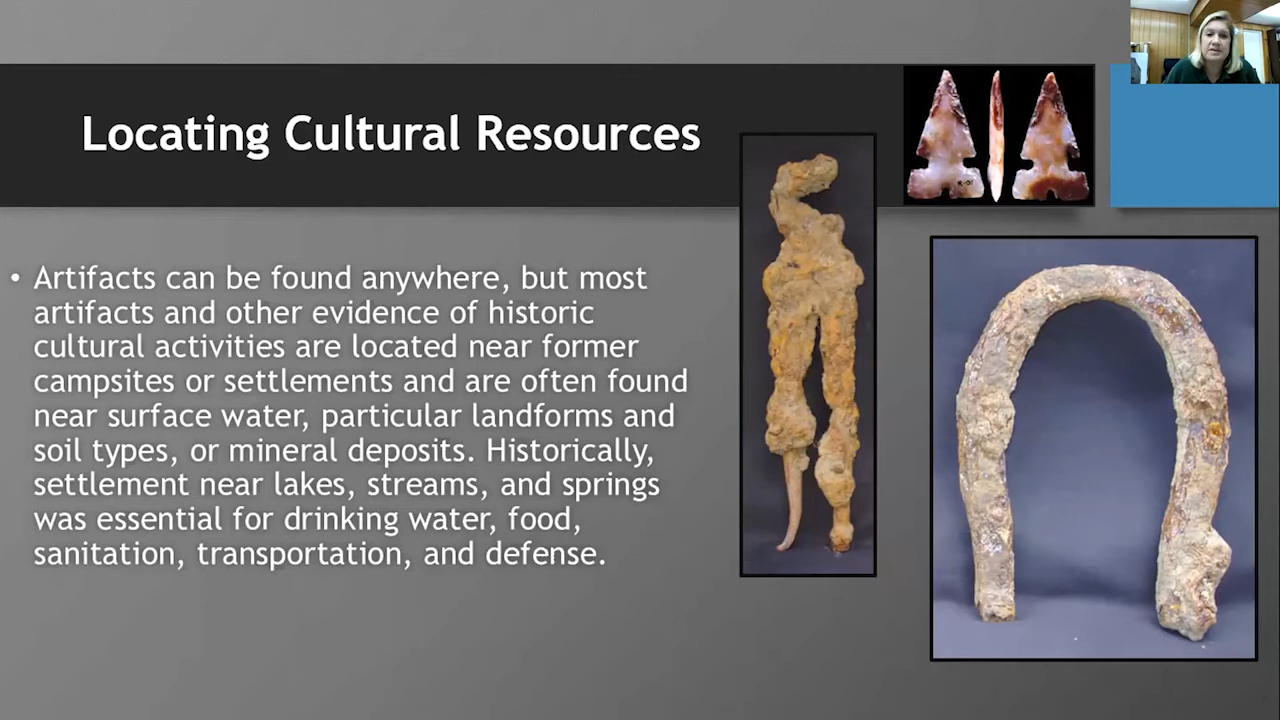 Locating Cultural Resources
• Artifacts can be found anywhere, but most
artifacts and other evidence of historic
cultural activities are located near former
campsites or settlements and are often found
near surface water, particular landforms and
soil types, or mineral deposits. Historically,
settlement near lakes, streams, and springs
was essential for drinking water, food,
sanitation, transportation, and defense.